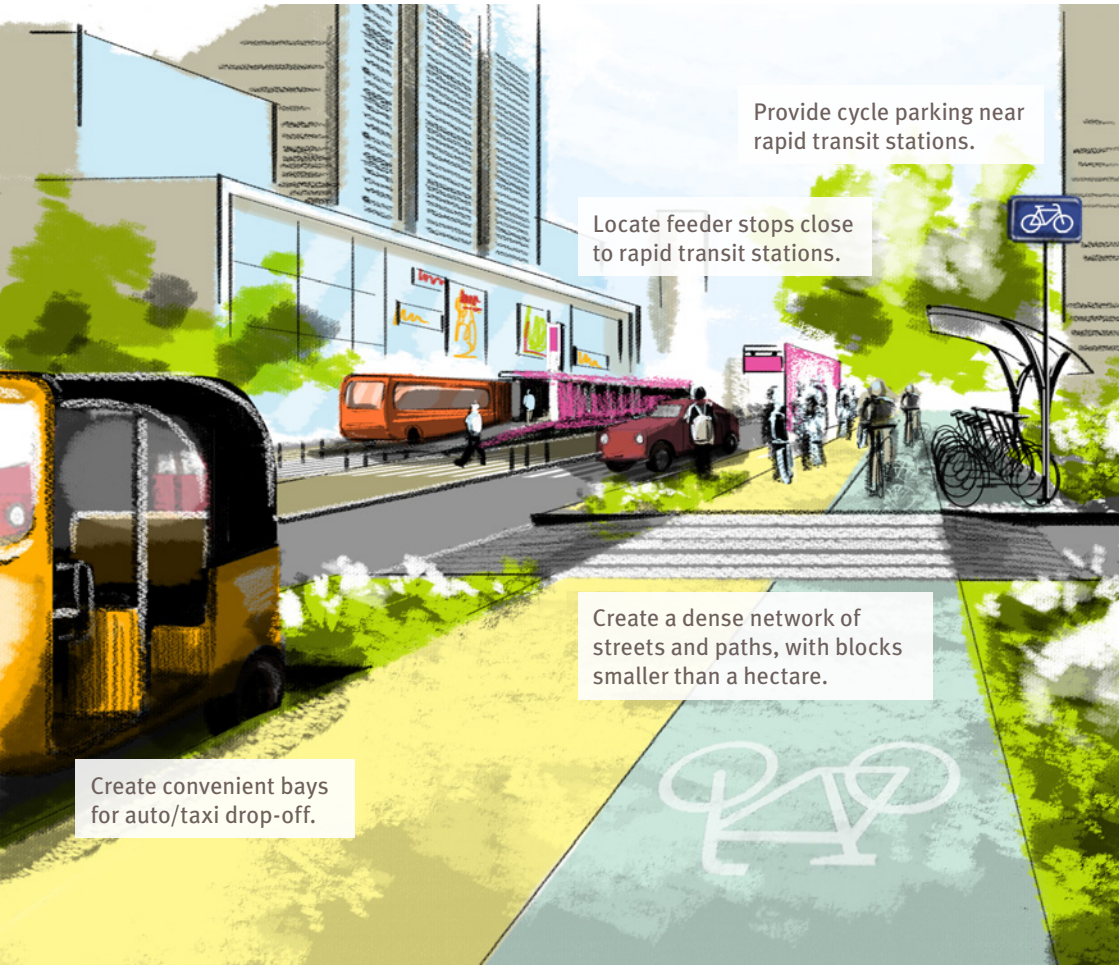 Provide cycle parking near
rapid transit stations.
Locate feeder stops close
to rapid transit stations.
Create a dense network of
streets and paths, with blocks
smaller than a hectare.
Create convenient bays
for auto/taxi drop-off.